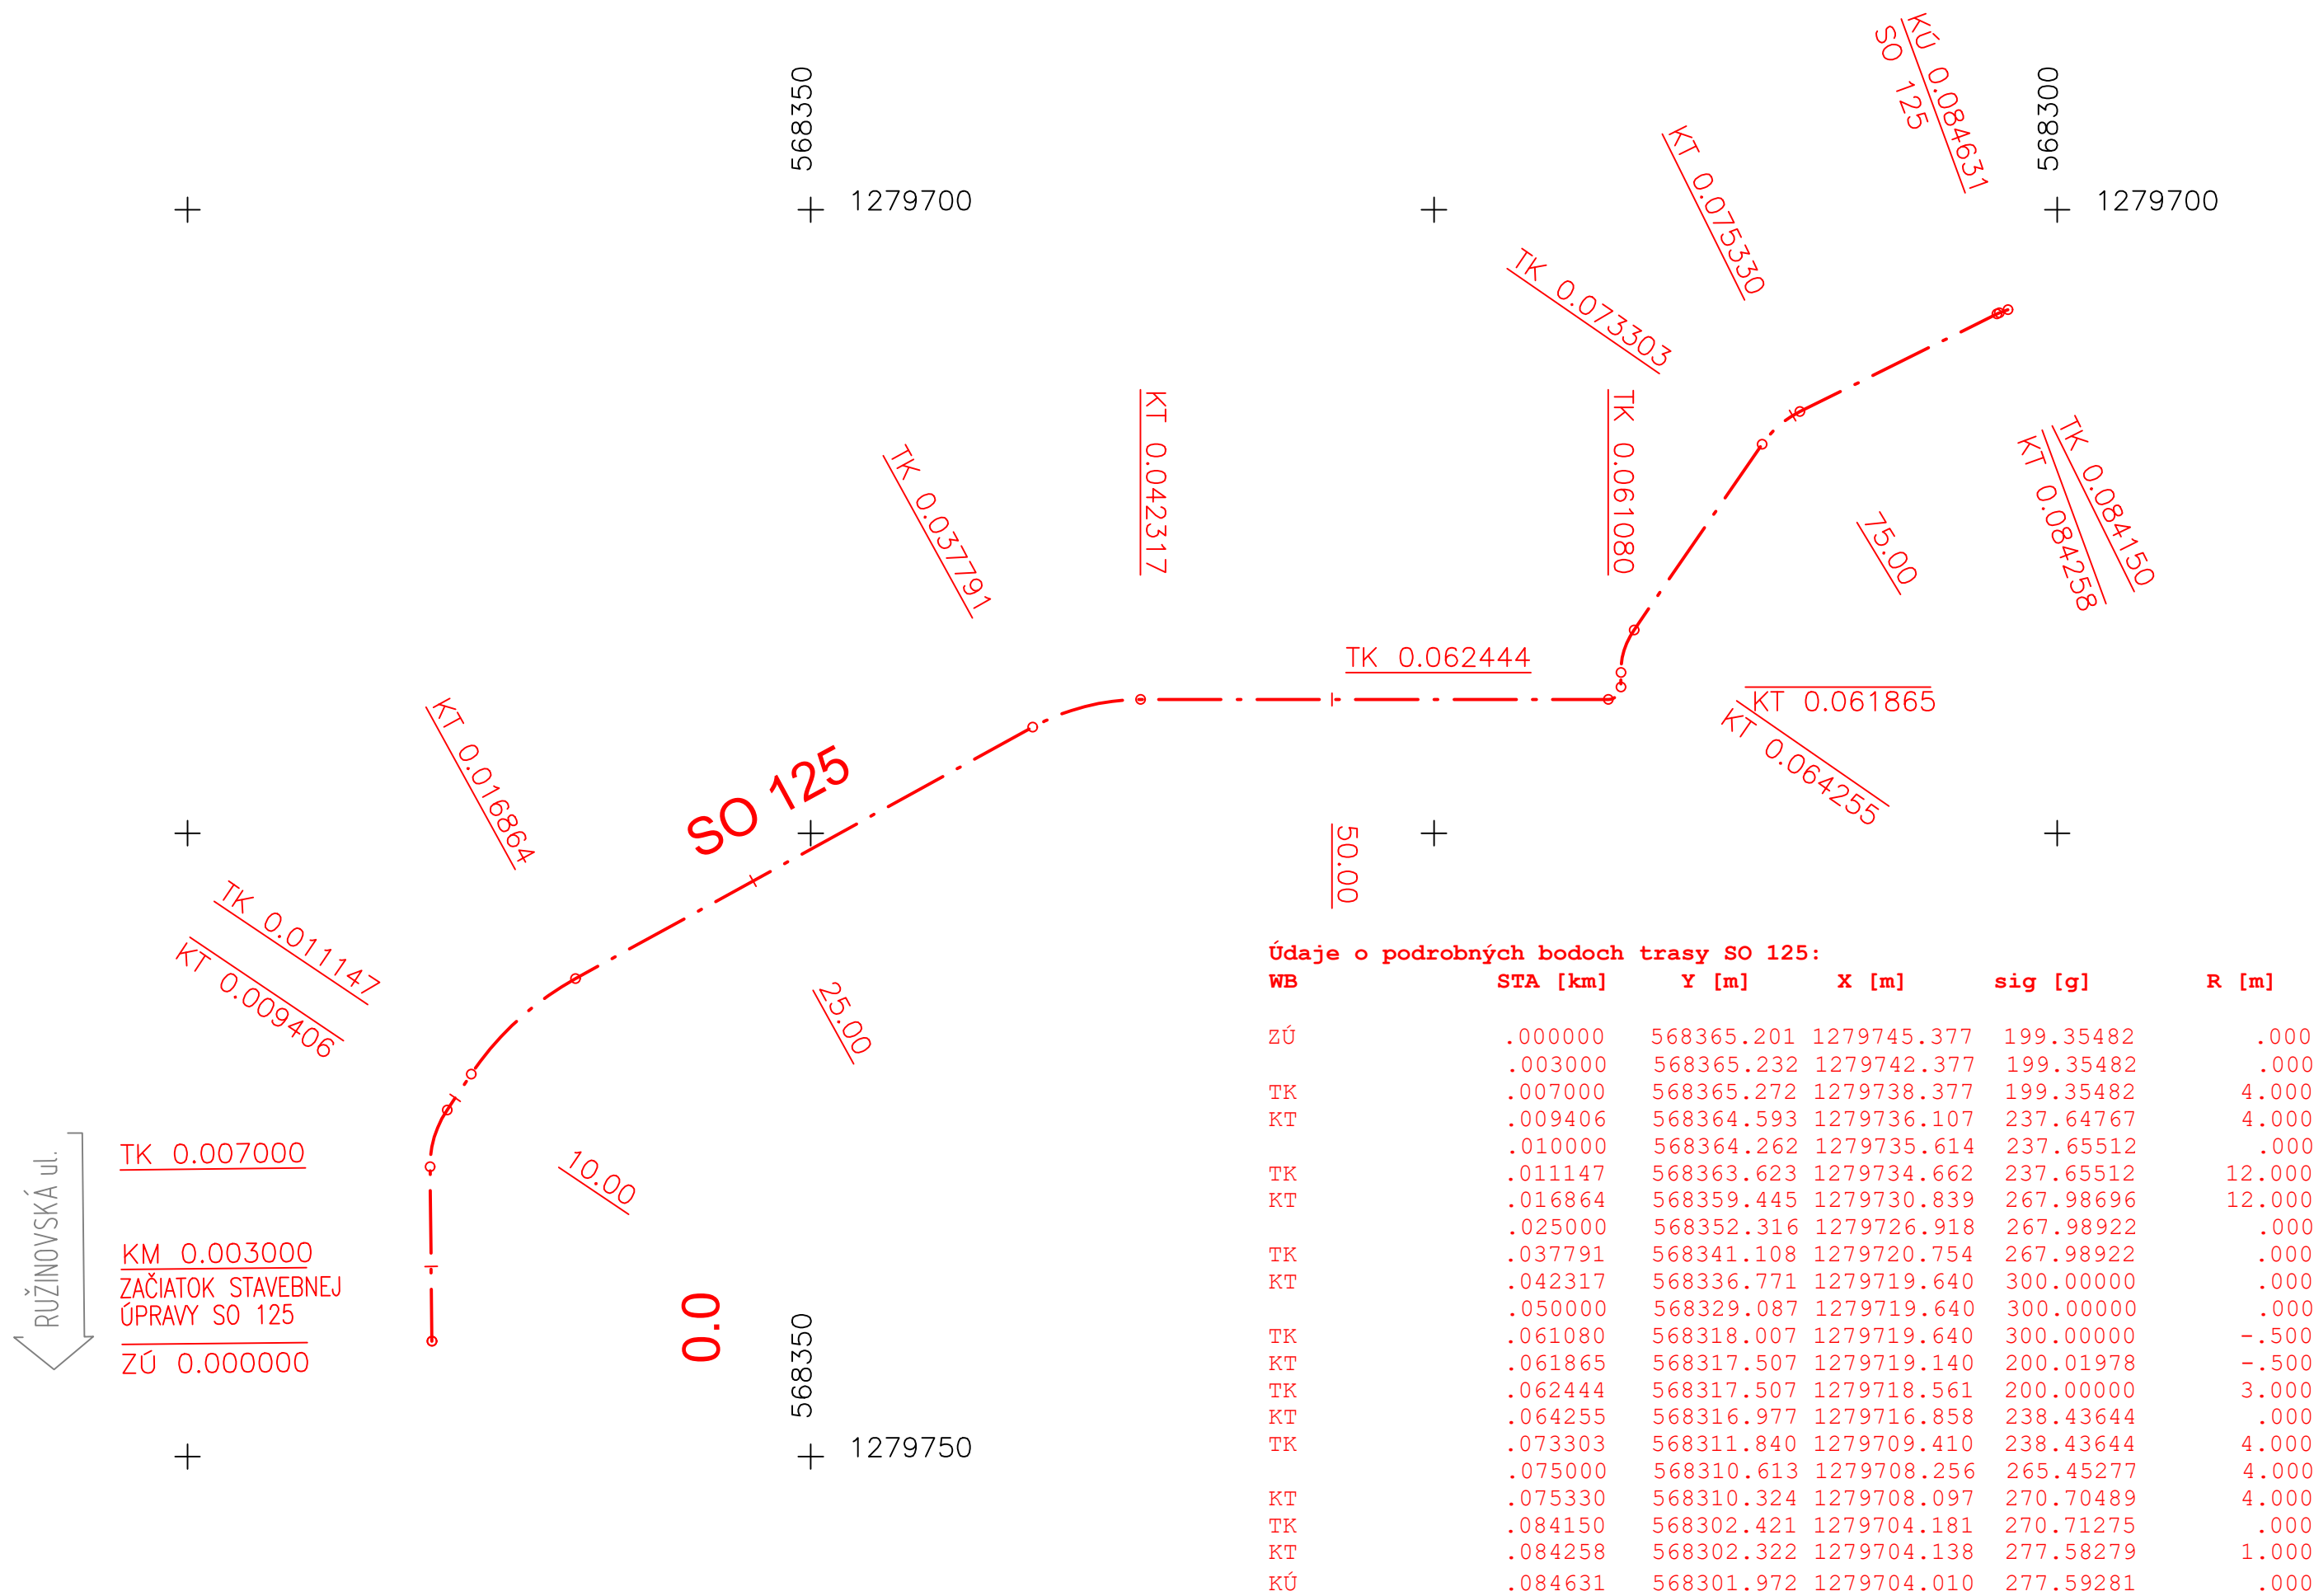 KÚ 0.084631
SO 125
568350
568300
1279700
1279700
KT 0.075330
TK 0.073303
KT 0.042317
TK 0.061080
TK 0.037791
TK 0.084150
KT 0.084258
75.00
TK 0.062444
KT 0.061865
KT 0.064255
KT 0.016864
SO 125
50.00
TK 0.011147
KT 0.009406
25.00
10.00
TK 0.007000
RUŽINOVSKÁ ul.
KM 0.003000
ZAČIATOK STAVEBNEJ
ÚPRAVY SO 125
ZÚ 0.000000
0.0
568350
1279750
Údaje o podrobných bodoch trasy SO 125:
WB STA [km] Y [m] X [m] sig [g] R [m]
ZÚ .000000 568365.201 1279745.377 199.35482 .000
.003000 568365.232 1279742.377 199.35482 .000
TK .007000 568365.272 1279738.377 199.35482 4.000
KT .009406 568364.593 1279736.107 237.64767 4.000
.010000 568364.262 1279735.614 237.65512 .000
TK .011147 568363.623 1279734.662 237.65512 12.000
KT .016864 568359.445 1279730.839 267.98696 12.000
.025000 568352.316 1279726.918 267.98922 .000
TK .037791 568341.108 1279720.754 267.98922 .000
KT .042317 568336.771 1279719.640 300.00000 .000
.050000 568329.087 1279719.640 300.00000 .000
TK .061080 568318.007 1279719.640 300.00000 -.500
KT .061865 568317.507 1279719.140 200.01978 -.500
TK .062444 568317.507 1279718.561 200.00000 3.000
KT .064255 568316.977 1279716.858 238.43644 .000
TK .073303 568311.840 1279709.410 238.43644 4.000
.075000 568310.613 1279708.256 265.45277 4.000
KT .075330 568310.324 1279708.097 270.70489 4.000
TK .084150 568302.421 1279704.181 270.71275 .000
KT .084258 568302.322 1279704.138 277.58279 1.000
KÚ .084631 568301.972 1279704.010 277.59281 .000